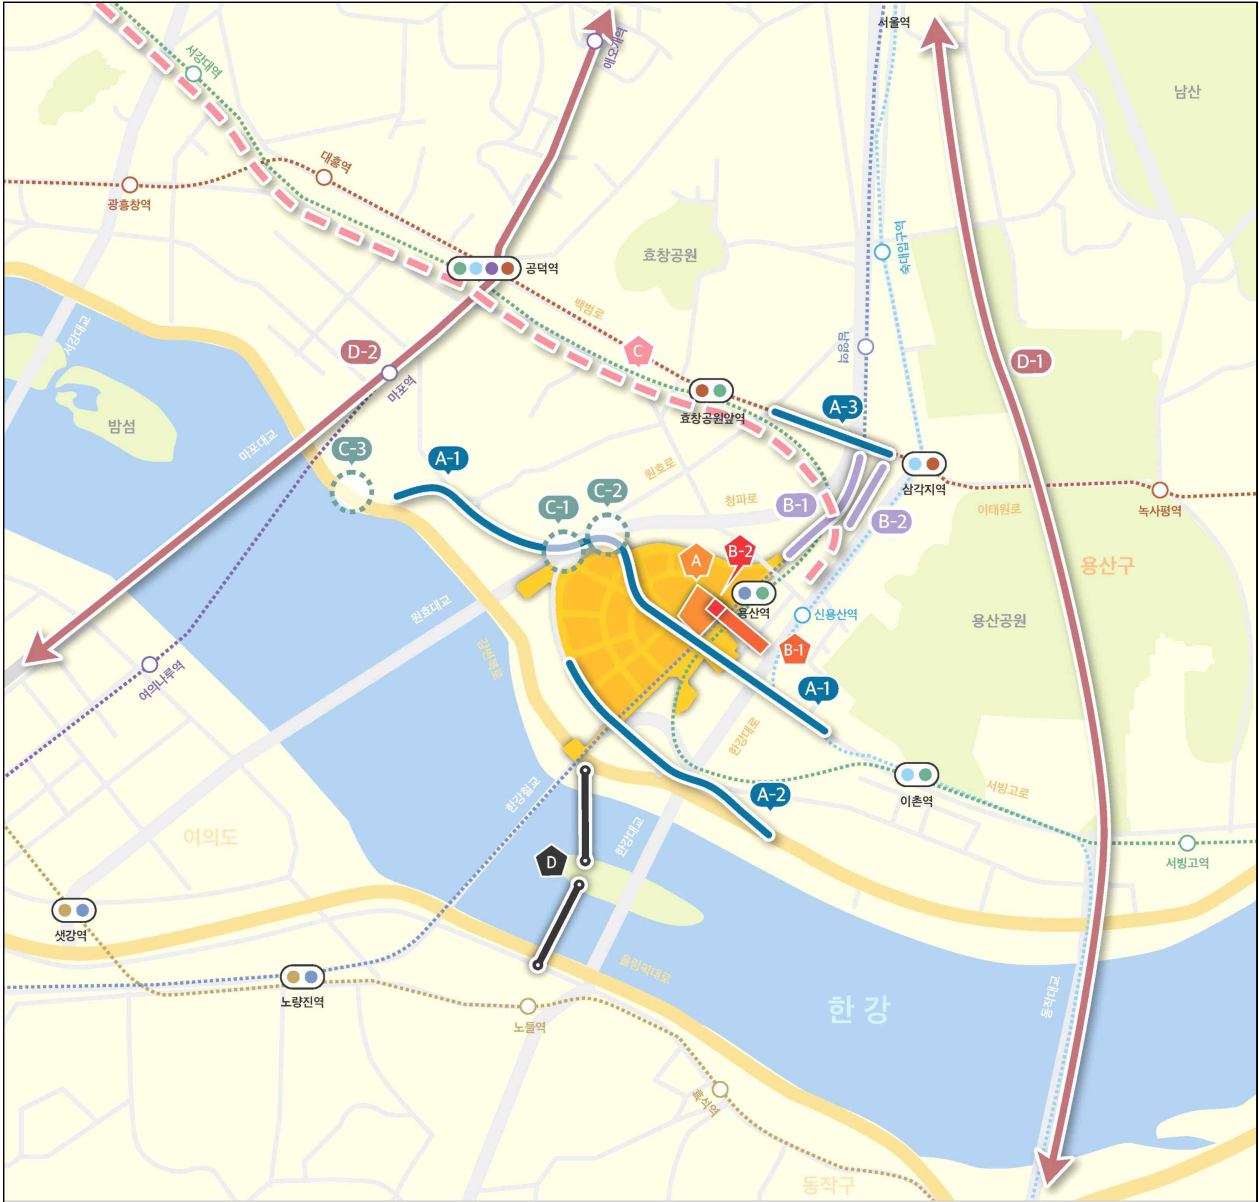 서울역
애오개역
서강대역
남산
대흥역
광흥창역
숙대입구역
효창공원
공덕역
백범로
서강대교
남영역
D-2
C
D-1
마포역
효창공원앞역
A-3
밤섬
마포대교
C-3
A-1
원효로
삼각지역
C-2
청파로
B-1
C-1
이태원로
녹사평역
B-2
A
B-2
용산구
원효대교
용산역
신용산역
용산공원
강변북로
B-1
여의나루역
A-1
한강대로
이촌역
서빙고로
한강철교
A-2
여의도
한강대교
서빙고역
D
샛강역
올림픽대로
노량진역
한 강
동작대교
노들역
흑석역
동작구